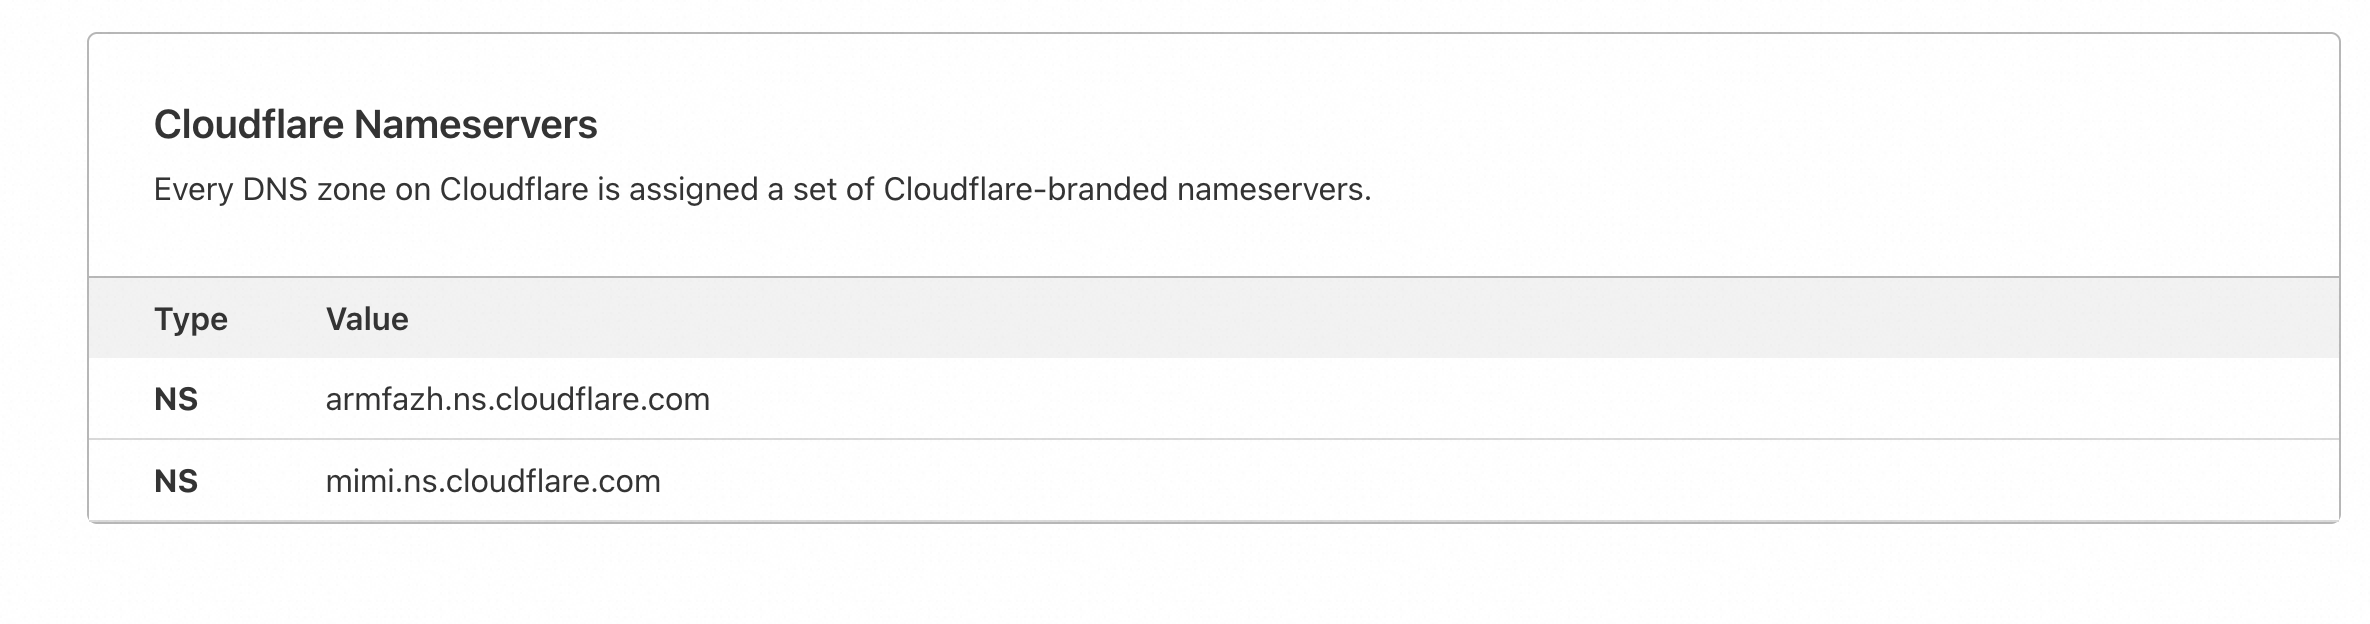 Cloudflare Nameservers
Every DNS zone on Cloudflare is assigned a set of Cloudflare-branded nameservers.
Type Value
NS armfazh.ns.cloudflare.com
NS mimi.ns.cloudflare.com